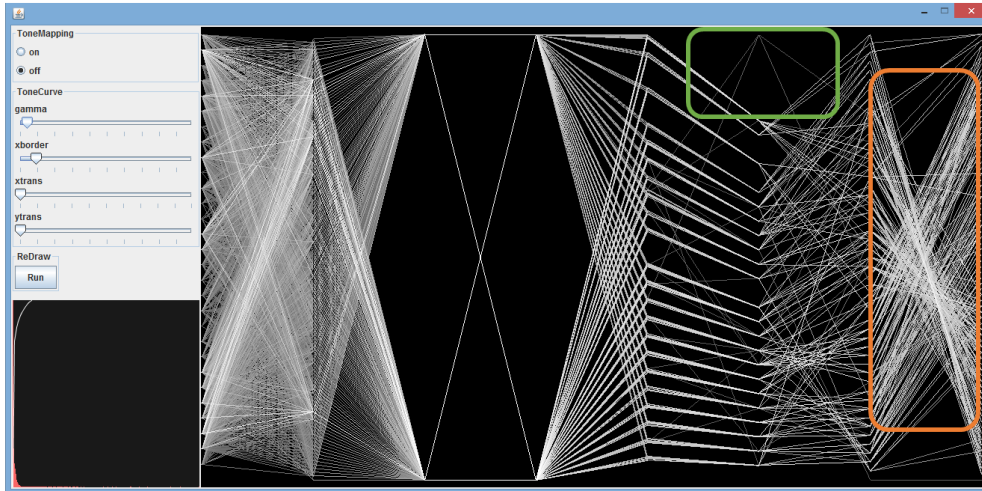 ToneMapping
on
off
ToneCurve
gamma
xborder
xtrans
ytrans
ReDraw
Run